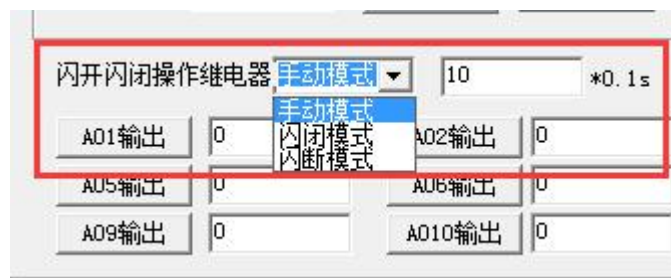 闪开闪闭操作继电器 手动模式 10 *0.1s
手动模式
闪闭模式
闪断模式
A01输出 0 A02输出 0
A05输出 0 A06输出 0
A09输出 0 A010输出 0